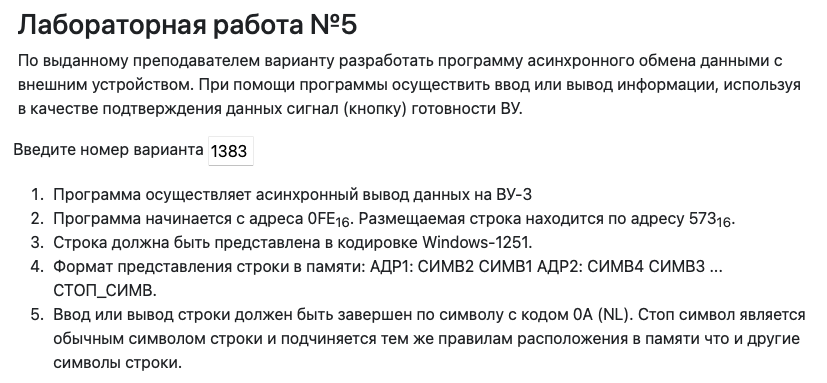 Лабораторная работа №5
По выданному преподавателем варианту разработать программу асинхронного обмена данными с
внешним устройством. При помощи программы осуществить ввод или вывод информации, используя
в качестве подтверждения данных сигнал (кнопку) готовности ВУ.
Введите номер варианта 1383
1. Программа осуществляет асинхронный вывод данных на ВУ-3
2. Программа начинается с адреса 0FE₁₆. Размещаемая строка находится по адресу 573₁₆.
3. Строка должна быть представлена в кодировке Windows-1251.
4. Формат представления строки в памяти: АДР1: СИМВ2 СИМВ1 АДР2: СИМВ4 СИМВ3 ...
СТОП_СИМВ.
5. Ввод или вывод строки должен быть завершен по символу с кодом 0A (NL). Стоп символ является
обычным символом строки и подчиняется тем же правилам расположения в памяти что и другие
символы строки.